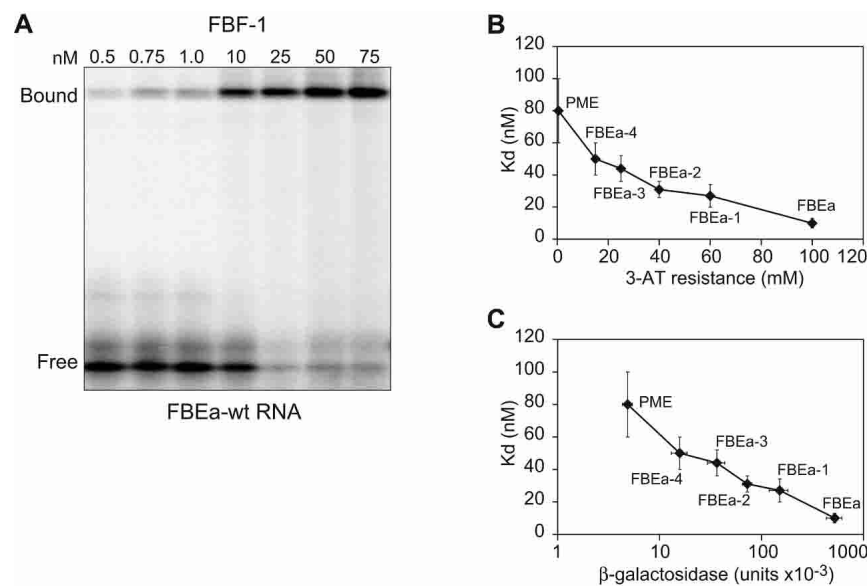 A
FBF-1
nM 0.5 0.75 1.0 10 25 50 75
Bound
Free
FBEa-wt RNA
B
120
100
80
60
40
20
0
Kd (nM)
PME
FBEa-4
FBEa-3
FBEa-2
FBEa-1
FBEa
0 20 40 60 80 100 120
3-AT resistance (mM)
C
120
100
80
60
40
20
0
Kd (nM)
PME
FBEa-4
FBEa-3
FBEa-2
FBEa-1
FBEa
1 10 100 1000
β-galactosidase (units x10⁻³)